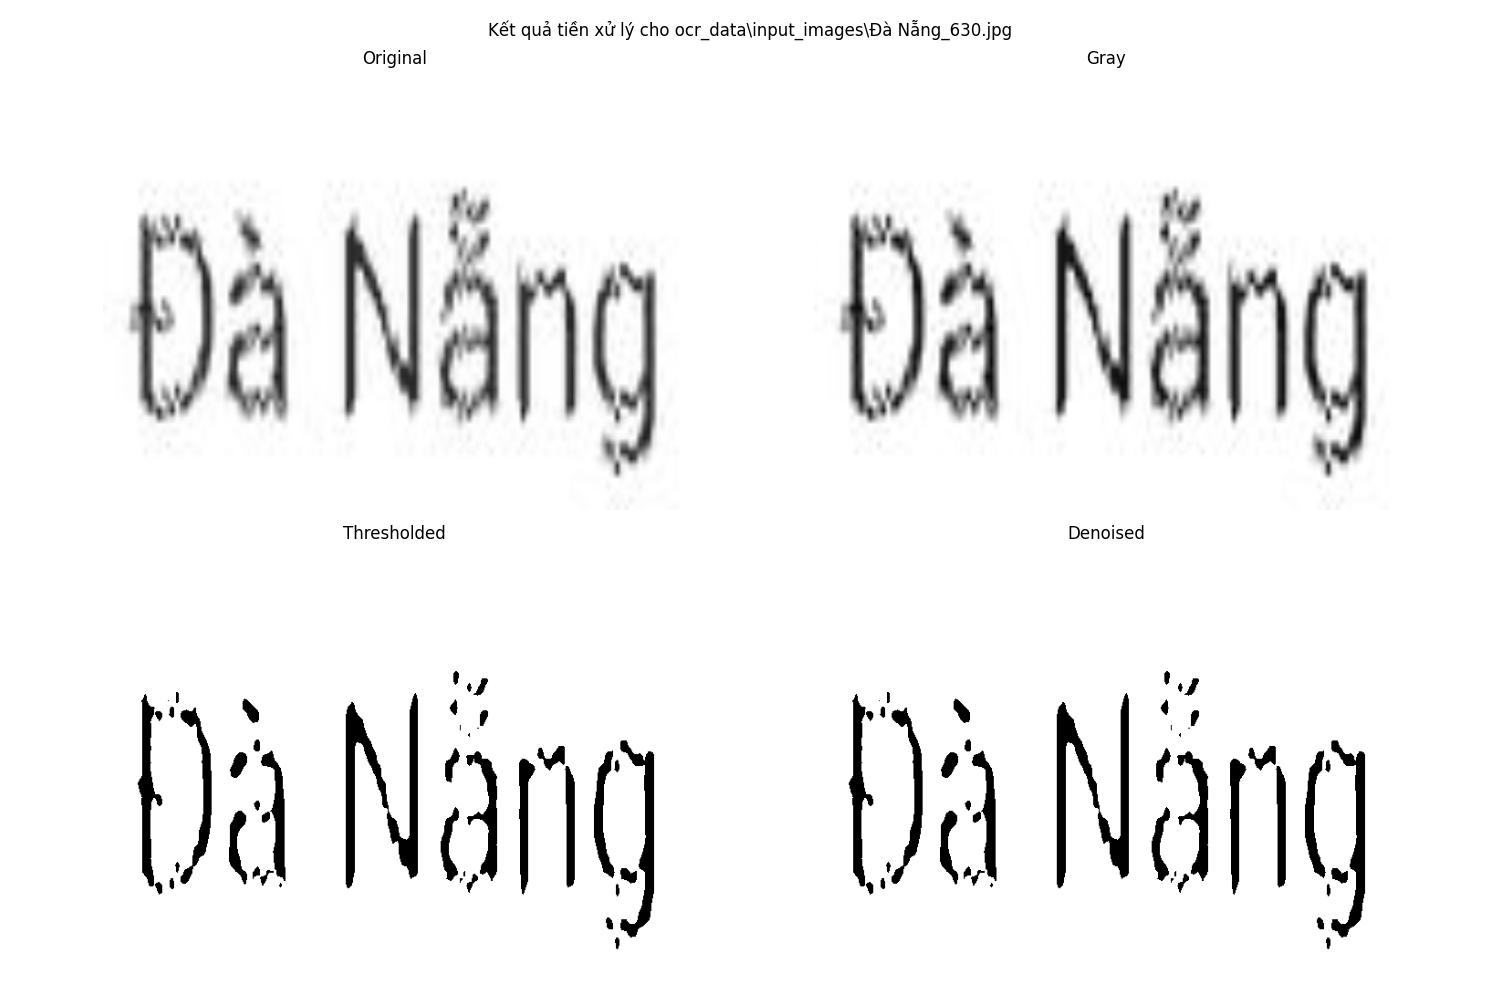 Kết quả tiền xử lý cho ocr_data\input_images\Đà Nẵng_630.jpg
Original
Gray
Đà Nẵng
Đà Nẵng
Thresholded
Denoised
Đà Nẵng
Đà Nẵng